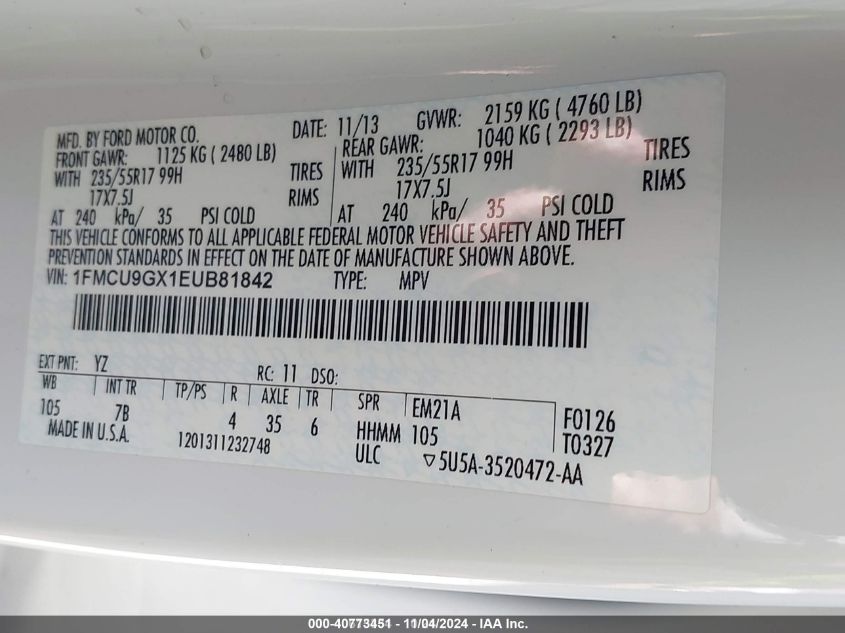 MFD. BY FORD MOTOR CO. DATE: 11/13 GVWR: 2159 KG ( 4760 LB)
FRONT GAWR: 1125 KG ( 2480 LB) REAR GAWR: 1040 KG ( 2293 LB)
WITH 235/55R17 99H TIRES WITH 235/55R17 99H TIRES
17X7.5J RIMS 17X7.5J RIMS
AT 240 kPa/ 35 PSI COLD AT 240 kPa/ 35 PSI COLD
THIS VEHICLE CONFORMS TO ALL APPLICABLE FEDERAL MOTOR VEHICLE SAFETY AND THEFT
PREVENTION STANDARDS IN EFFECT ON THE DATE OF MANUFACTURE SHOWN ABOVE.
VIN: 1FMCU9GX1EUB81842 TYPE: MPV
EXT PNT: YZ RC: 11 DSO:
WB INT TR TP/PS R AXLE TR SPR EM21A F0126
105 7B 4 35 6 HHMM 105 T0327
MADE IN U.S.A. 1201311232748 ULC ▽5U5A-3520472-AA
000-40773451 - 11/04/2024 - IAA Inc.